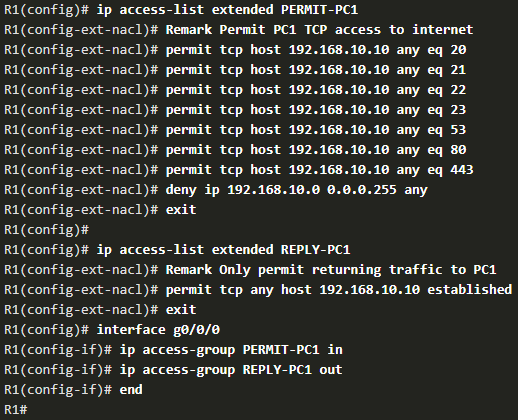 R1(config)# ip access-list extended PERMIT-PC1
R1(config-ext-nacl)# Remark Permit PC1 TCP access to internet
R1(config-ext-nacl)# permit tcp host 192.168.10.10 any eq 20
R1(config-ext-nacl)# permit tcp host 192.168.10.10 any eq 21
R1(config-ext-nacl)# permit tcp host 192.168.10.10 any eq 22
R1(config-ext-nacl)# permit tcp host 192.168.10.10 any eq 23
R1(config-ext-nacl)# permit tcp host 192.168.10.10 any eq 53
R1(config-ext-nacl)# permit tcp host 192.168.10.10 any eq 80
R1(config-ext-nacl)# permit tcp host 192.168.10.10 any eq 443
R1(config-ext-nacl)# deny ip 192.168.10.0 0.0.0.255 any
R1(config-ext-nacl)# exit
R1(config)#
R1(config)# ip access-list extended REPLY-PC1
R1(config-ext-nacl)# Remark Only permit returning traffic to PC1
R1(config-ext-nacl)# permit tcp any host 192.168.10.10 established
R1(config-ext-nacl)# exit
R1(config)# interface g0/0/0
R1(config-if)# ip access-group PERMIT-PC1 in
R1(config-if)# ip access-group REPLY-PC1 out
R1(config-if)# end
R1#